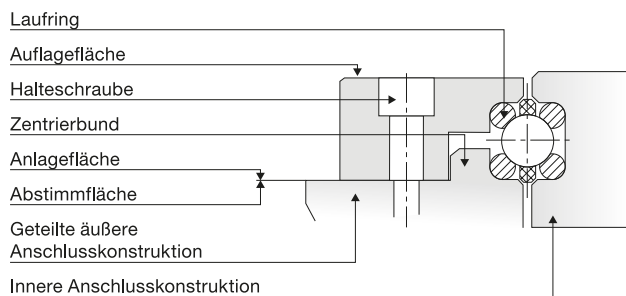 Laufring
Auflagefläche
Halteschraube
Zentrierbund
Anlagefläche
Abstimmfläche
Geteilte äußere
Anschlusskonstruktion
Innere Anschlusskonstruktion